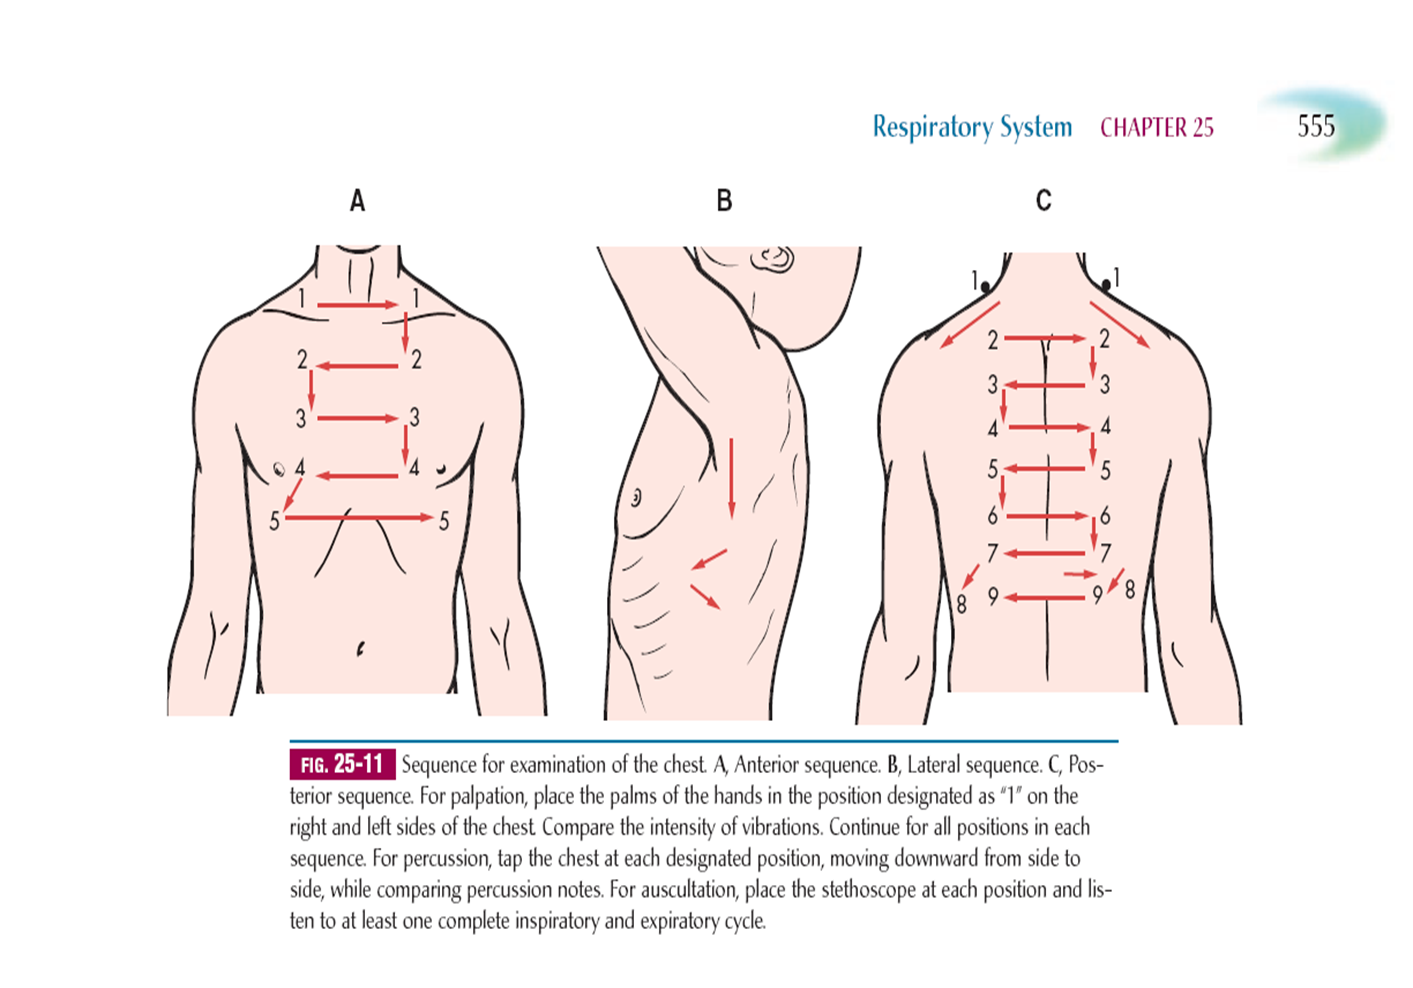 Respiratory System CHAPTER 25 555
A B C
1 1
2 2
3 3
4 4
5 5
1 1
2 2
3 3
4 4
5 5
6 6
7 7
8 9 9 8
FIG. 25-11 Sequence for examination of the chest. A, Anterior sequence. B, Lateral sequence. C, Pos-
terior sequence. For palpation, place the palms of the hands in the position designated as “1” on the
right and left sides of the chest. Compare the intensity of vibrations. Continue for all positions in each
sequence. For percussion, tap the chest at each designated position, moving downward from side to
side, while comparing percussion notes. For auscultation, place the stethoscope at each position and lis-
ten to at least one complete inspiratory and expiratory cycle.